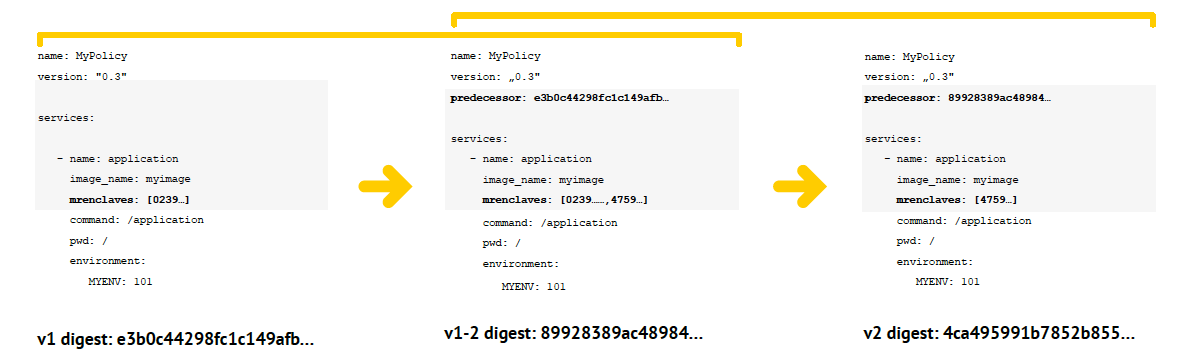 name: MyPolicy
version: "0.3"
services:
- name: application
image_name: myimage
mrenclaves: [0239…]
command: /application
pwd: /
environment:
MYENV: 101
v1 digest: e3b0c44298fc1c149afb...
name: MyPolicy
version: „0.3"
predecessor: e3b0c44298fc1c149afb…
services:
- name: application
image_name: myimage
mrenclaves: [0239……,4759…]
command: /application
pwd: /
environment:
MYENV: 101
v1-2 digest: 89928389ac48984...
name: MyPolicy
version: „0.3"
predecessor: 89928389ac48984…
services:
- name: application
image_name: myimage
mrenclaves: [4759…]
command: /application
pwd: /
environment:
MYENV: 101
v2 digest: 4ca495991b7852b855...